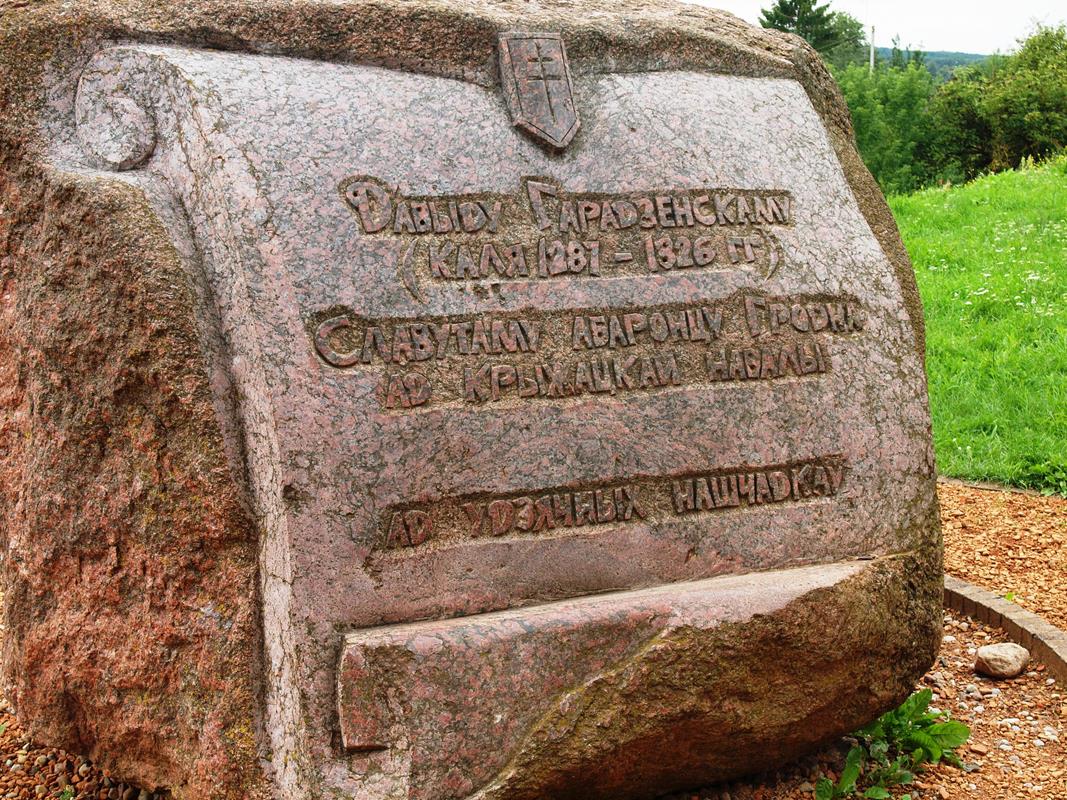 Давыду Гарадзенскаму
(каля 1287 - 1326 гг)
Славутаму абаронцу Гродна
ад крыжацкай навалы
ад удзячных нашчадкаў